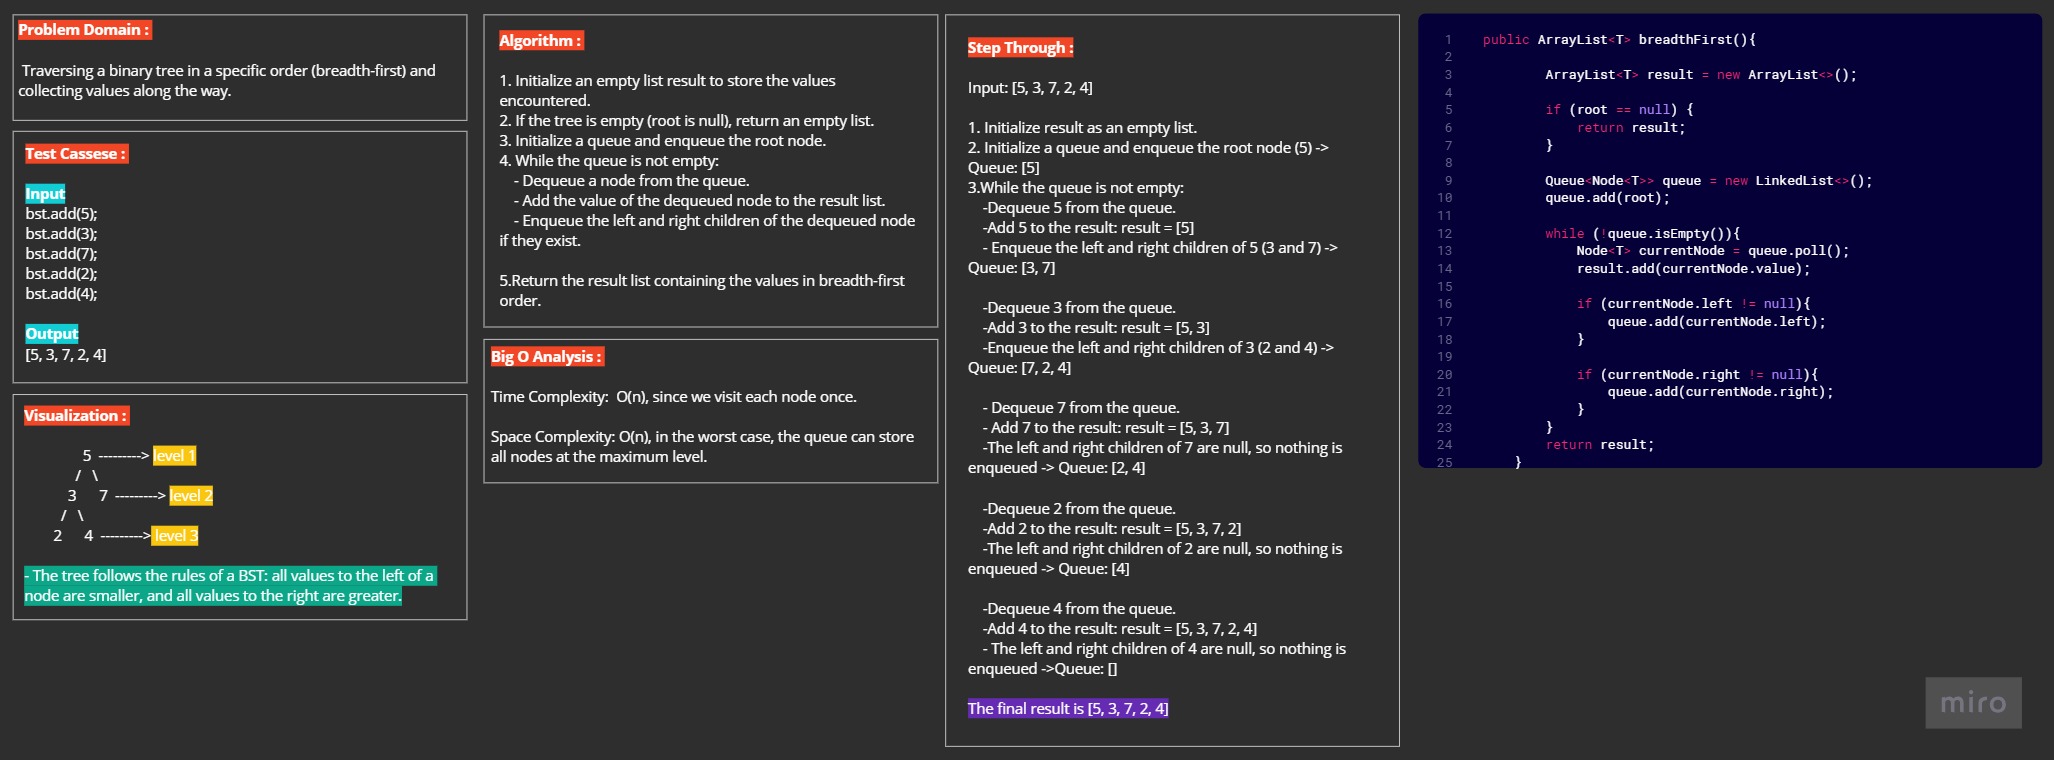 Problem Domain :
Traversing a binary tree in a specific order (breadth-first) and
collecting values along the way.
Test Cassese :
Input
bst.add(5);
bst.add(3);
bst.add(7);
bst.add(2);
bst.add(4);
Output
[5, 3, 7, 2, 4]
Visualization :
5 ---------> level 1
/ \
3 7 ---------> level 2
/ \
2 4 ---------> level 3
- The tree follows the rules of a BST: all values to the left of a
node are smaller, and all values to the right are greater.
Algorithm :
1. Initialize an empty list result to store the values
encountered.
2. If the tree is empty (root is null), return an empty list.
3. Initialize a queue and enqueue the root node.
4. While the queue is not empty:
- Dequeue a node from the queue.
- Add the value of the dequeued node to the result list.
- Enqueue the left and right children of the dequeued node
if they exist.
5.Return the result list containing the values in breadth-first
order.
Big O Analysis :
Time Complexity: O(n), since we visit each node once.
Space Complexity: O(n), in the worst case, the queue can store
all nodes at the maximum level.
Step Through :
Input: [5, 3, 7, 2, 4]
1. Initialize result as an empty list.
2. Initialize a queue and enqueue the root node (5) ->
Queue: [5]
3.While the queue is not empty:
-Dequeue 5 from the queue.
-Add 5 to the result: result = [5]
- Enqueue the left and right children of 5 (3 and 7) ->
Queue: [3, 7]
-Dequeue 3 from the queue.
-Add 3 to the result: result = [5, 3]
-Enqueue the left and right children of 3 (2 and 4) ->
Queue: [7, 2, 4]
- Dequeue 7 from the queue.
- Add 7 to the result: result = [5, 3, 7]
-The left and right children of 7 are null, so nothing is
enqueued -> Queue: [2, 4]
-Dequeue 2 from the queue.
-Add 2 to the result: result = [5, 3, 7, 2]
-The left and right children of 2 are null, so nothing is
enqueued -> Queue: [4]
-Dequeue 4 from the queue.
-Add 4 to the result: result = [5, 3, 7, 2, 4]
- The left and right children of 4 are null, so nothing is
enqueued ->Queue: []
The final result is [5, 3, 7, 2, 4]
1 public ArrayList<T> breadthFirst(){
2
3 ArrayList<T> result = new ArrayList<>();
4
5 if (root == null) {
6 return result;
7 }
8
9 Queue<Node<T>> queue = new LinkedList<>();
10 queue.add(root);
11
12 while (!queue.isEmpty()){
13 Node<T> currentNode = queue.poll();
14 result.add(currentNode.value);
15
16 if (currentNode.left != null){
17 queue.add(currentNode.left);
18 }
19
20 if (currentNode.right != null){
21 queue.add(currentNode.right);
22 }
23 }
24 return result;
25 }
miro